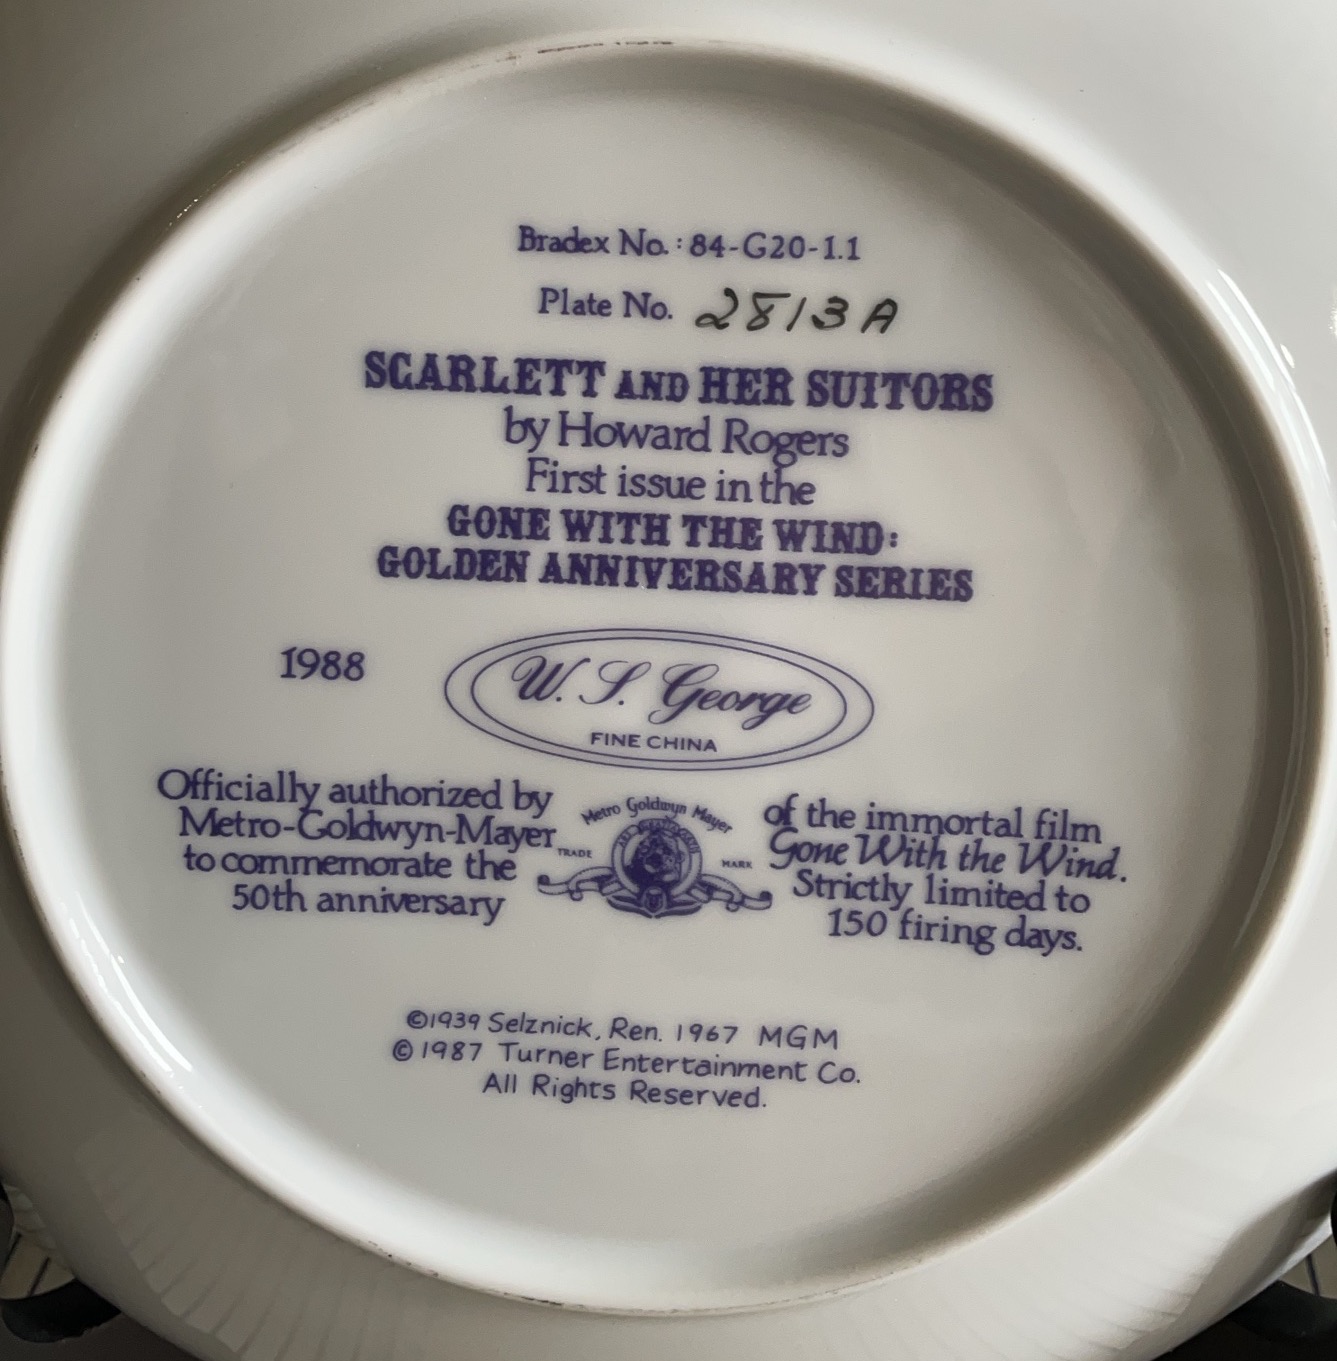 Bradex No.: 84-G20-1.1
Plate No. 2813A
SCARLETT AND HER SUITORS
by Howard Rogers
First issue in the
GONE WITH THE WIND:
GOLDEN ANNIVERSARY SERIES
1988
W. S. George
FINE CHINA
Officially authorized by
Metro-Goldwyn-Mayer
to commemorate the
50th anniversary
Metro Goldwyn Mayer
TRADE MARK
of the immortal film
Gone With the Wind.
Strictly limited to
150 firing days.
©1939 Selznick, Ren. 1967 MGM
©1987 Turner Entertainment Co.
All Rights Reserved.